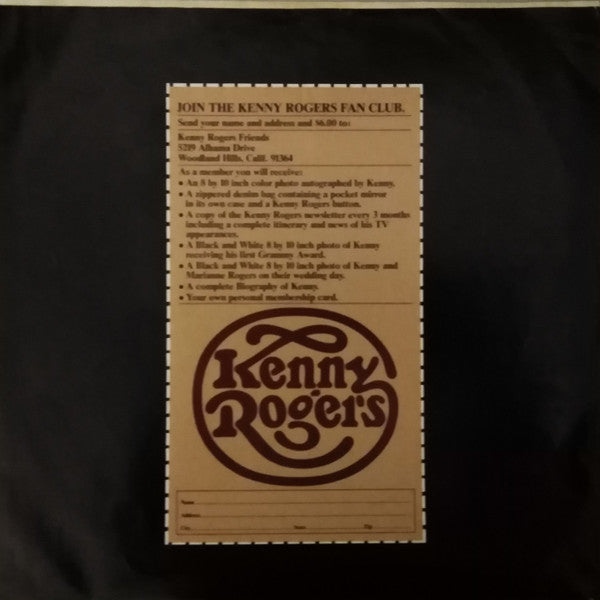 JOIN THE KENNY ROGERS FAN CLUB.
Send your name and address and $6.00 to:
Kenny Rogers Friends
5219 Alhama Drive
Woodland Hills, Calif. 91364
As a member you will receive:
• An 8 by 10 inch color photo autographed by Kenny.
• A zippered denim bag containing a pocket mirror
in its own case and a Kenny Rogers button.
• A copy of the Kenny Rogers newsletter every 3 months
including a complete itinerary and news of his TV
appearances.
• A Black and White 8 by 10 inch photo of Kenny
receiving his first Grammy Award.
• A Black and White 8 by 10 inch photo of Kenny and
Marianne Rogers on their wedding day.
• A complete Biography of Kenny.
• Your own personal membership card.
Kenny
Rogers
Name
Address
City State Zip